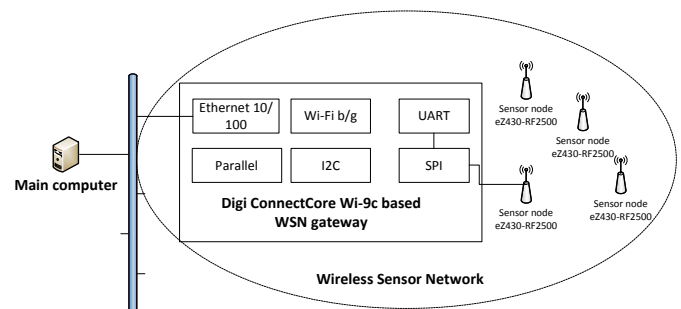 Ethernet 10/
100
Wi-Fi b/g
UART
Parallel
I2C
SPI
Digi ConnectCore Wi-9c based
WSN gateway
Main computer
Sensor node
eZ430-RF2500
Sensor node
eZ430-RF2500
Sensor node
eZ430-RF2500
Sensor node
eZ430-RF2500
Wireless Sensor Network